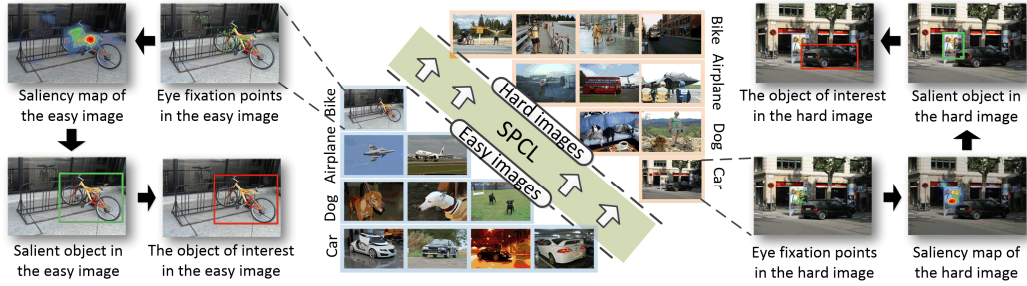 Saliency map of
the easy image
Eye fixation points
in the easy image
Salient object in
the easy image
The object of interest
in the easy image
Bike
Airplane
Dog
Car
Hard images
SPCL
Easy images
Bike
Airplane
Dog
Car
The object of interest
in the hard image
Salient object in
the hard image
Eye fixation points
in the hard image
Saliency map of
the hard image